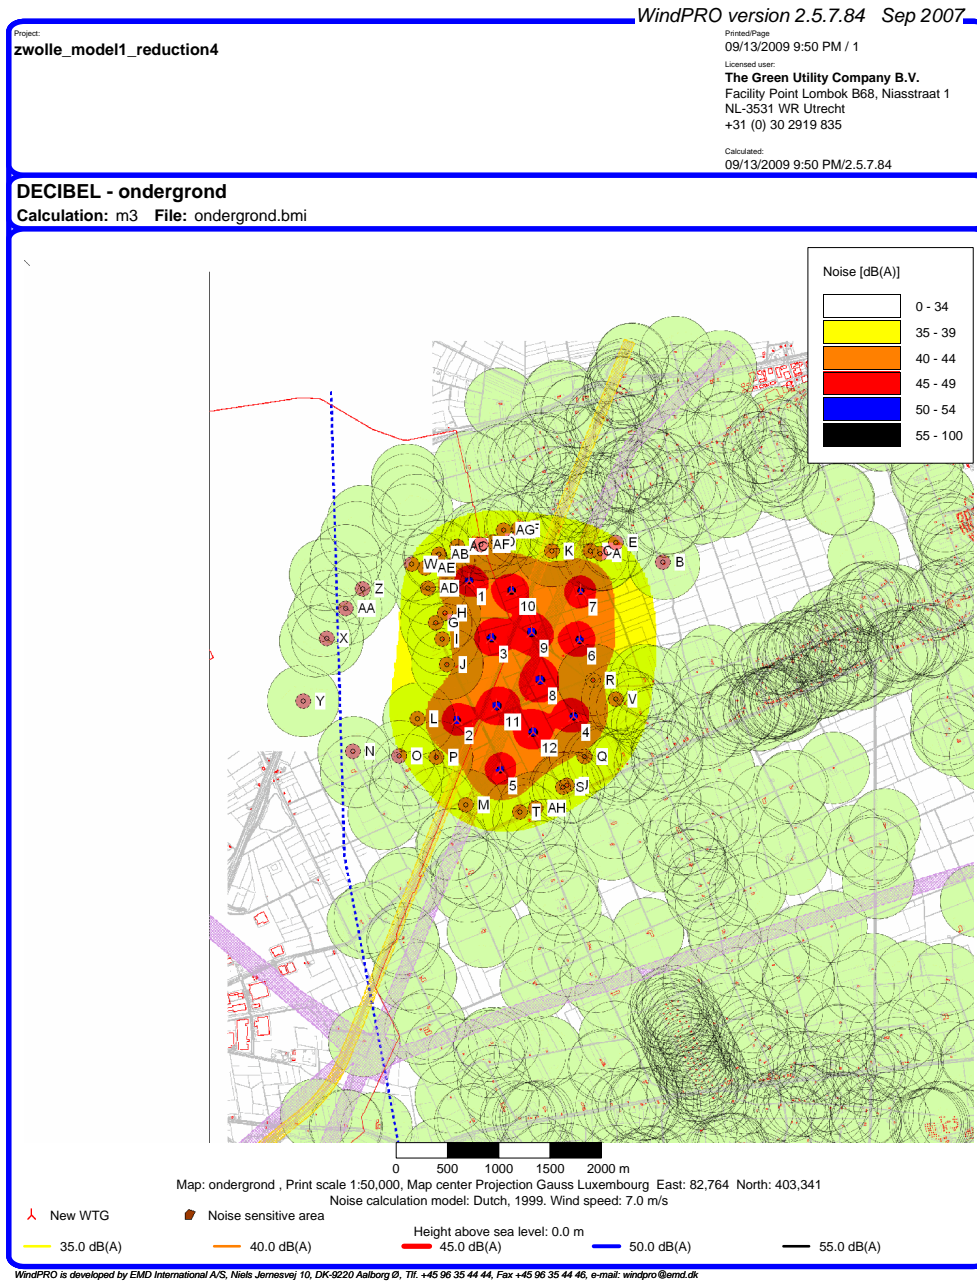 WindPRO version 2.5.7.84 Sep 2007
Project:
zwolle_model1_reduction4
Printed/Page
09/13/2009 9:50 PM / 1
Licensed user:
The Green Utility Company B.V.
Facility Point Lombok B68, Niasstraat 1
NL-3531 WR Utrecht
+31 (0) 30 2919 835
Calculated:
09/13/2009 9:50 PM/2.5.7.84
DECIBEL - ondergrond
Calculation: m3 File: ondergrond.bmi
Noise [dB(A)]
0 - 34
35 - 39
40 - 44
45 - 49
50 - 54
55 - 100
AG
AF
E
AB
K
A
B
W
AE
Z
AD
1
10
7
AA
H
G
X
I
3
9
6
J
8
R
Y
V
L
2
11
4
12
N
O
P
Q
5
S
M
T
AH
0 500 1000 1500 2000 m
Map: ondergrond , Print scale 1:50,000, Map center Projection Gauss Luxembourg East: 82,764 North: 403,341
Noise calculation model: Dutch, 1999. Wind speed: 7.0 m/s
New WTG
Noise sensitive area
Height above sea level: 0.0 m
35.0 dB(A)
40.0 dB(A)
45.0 dB(A)
50.0 dB(A)
55.0 dB(A)
WindPRO is developed by EMD International A/S, Niels Jernesvej 10, DK-9220 Aalborg Ø, Tlf. +45 96 35 44 44, Fax +45 96 35 44 46, e-mail: windpro@emd.dk